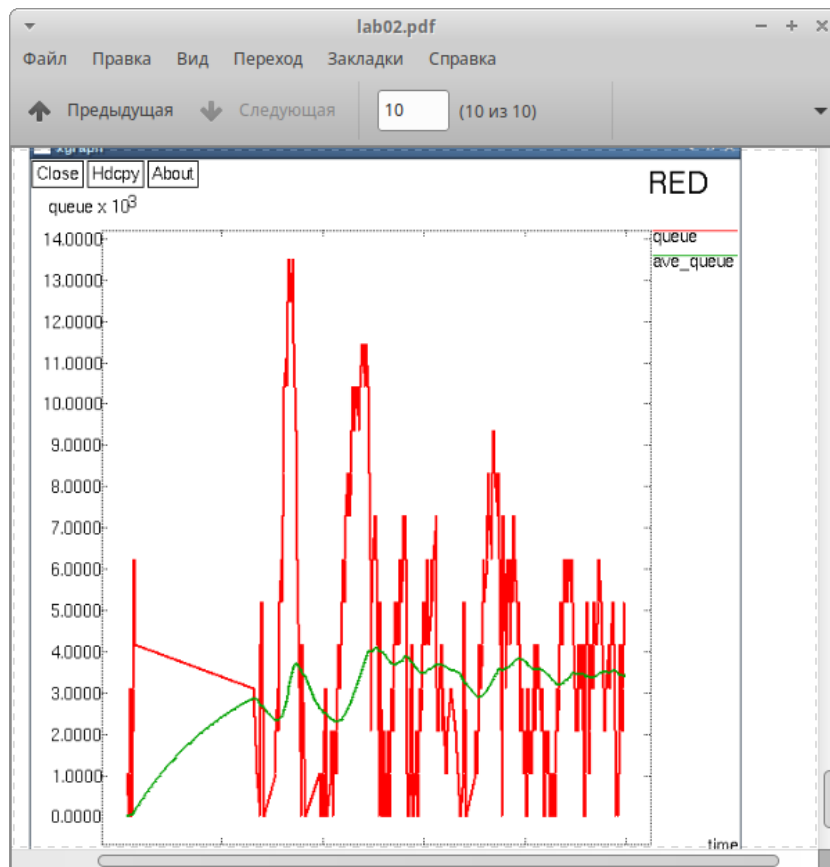 lab02.pdf
Файл Правка Вид Переход Закладки Справка
Предыдущая Следующая 10 (10 из 10)
xgraph
Close Hdcpy About
RED
queue x 10³
14.0000
queue
ave_queue
13.0000
12.0000
11.0000
10.0000
9.0000
8.0000
7.0000
6.0000
5.0000
4.0000
3.0000
2.0000
1.0000
0.0000
time